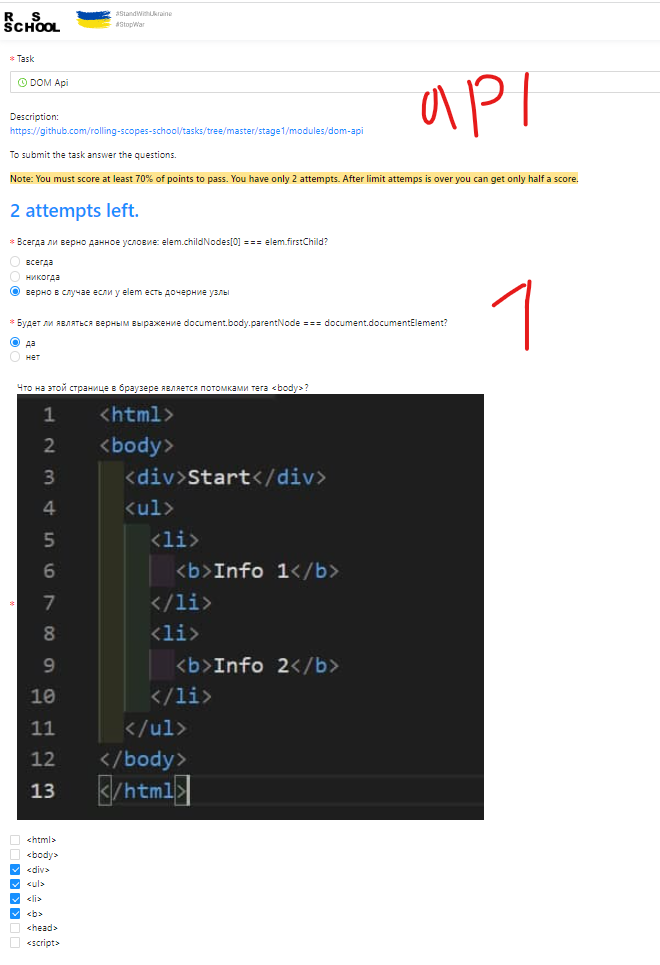 RS
SCHOOL
#StandWithUkraine
#StopWar
* Task
DOM Api
api
Description:
https://github.com/rolling-scopes-school/tasks/tree/master/stage1/modules/dom-api
To submit the task answer the questions.
Note: You must score at least 70% of points to pass. You have only 2 attempts. After limit attemps is over you can get only half a score.
2 attempts left.
* Всегда ли верно данное условие: elem.childNodes[0] === elem.firstChild?
всегда
никогда
верно в случае если у elem есть дочерние узлы
1
* Будет ли являться верным выражение document.body.parentNode === document.documentElement?
да
нет
Что на этой странице в браузере является потомками тега <body>?
1 <html>
2 <body>
3 <div>Start</div>
4 <ul>
5 <li>
6 <b>Info 1</b>
7 </li>
8 <li>
9 <b>Info 2</b>
10 </li>
11 </ul>
12 </body>
13 </html>
*
<html>
<body>
<div>
<ul>
<li>
<b>
<head>
<script>